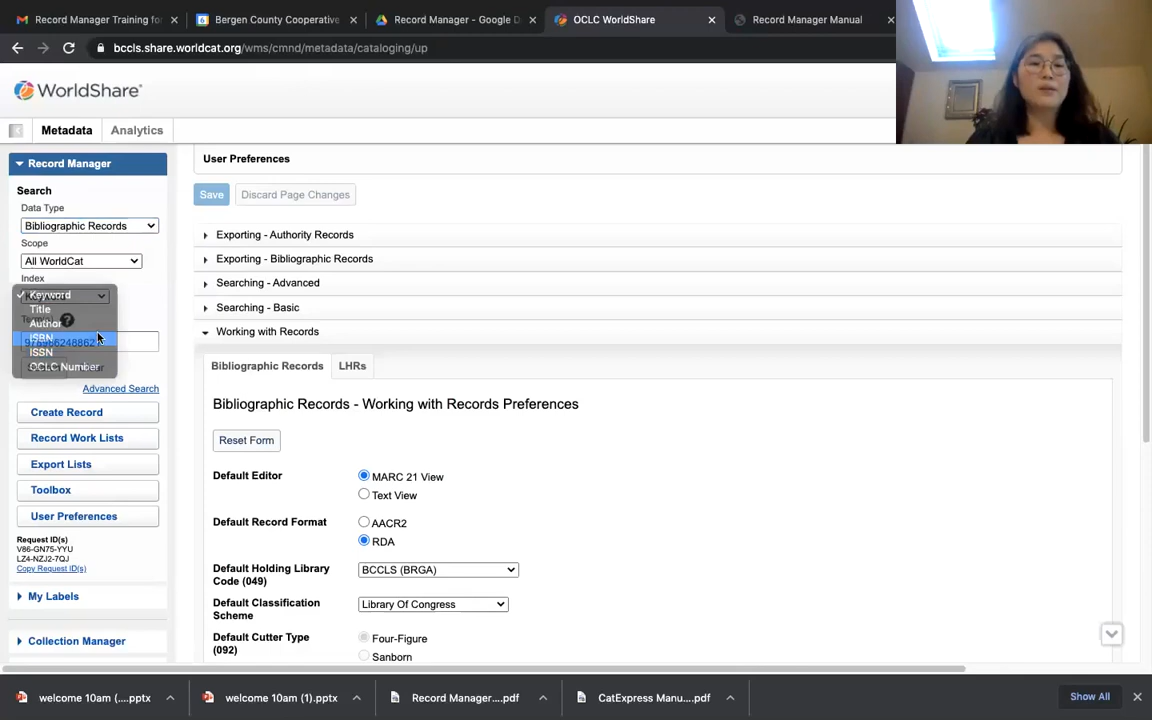 Record Manager Training for
Bergen County Cooperative
Record Manager - Google D
OCLC WorldShare
Record Manager Manual
bccls.share.worldcat.org/wms/cmnd/metadata/cataloging/up
WorldShare®
Metadata
Analytics
Record Manager
Search
Data Type
Bibliographic Records
Scope
All WorldCat
Index
Keyword
Title
Author
ISBN
ISSN
OCLC Number
Advanced Search
Create Record
Record Work Lists
Export Lists
Toolbox
User Preferences
Request ID(s)
V86-GN75-YYU
LZ4-NZJ2-7QJ
Copy Request ID(s)
My Labels
Collection Manager
User Preferences
Save
Discard Page Changes
Exporting - Authority Records
Exporting - Bibliographic Records
Searching - Advanced
Searching - Basic
Working with Records
Bibliographic Records
LHRs
Bibliographic Records - Working with Records Preferences
Reset Form
Default Editor
MARC 21 View
Text View
Default Record Format
AACR2
RDA
Default Holding Library
Code (049)
BCCLS (BRGA)
Default Classification
Scheme
Library Of Congress
Default Cutter Type
(092)
Four-Figure
Sanborn
welcome 10am (....pptx
welcome 10am (1).pptx
Record Manager....pdf
CatExpress Manu....pdf
Show All